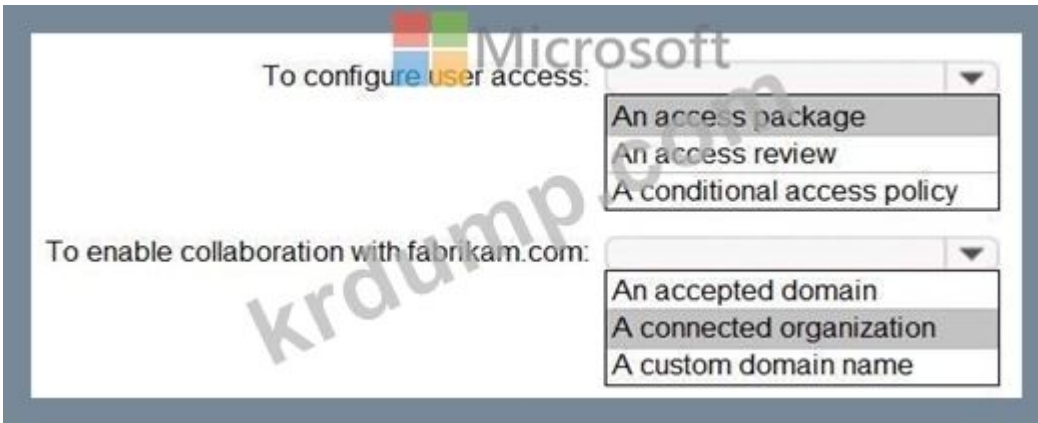 Microsoft
To configure user access:
An access package
An access review
A conditional access policy
To enable collaboration with fabrikam.com:
An accepted domain
A connected organization
A custom domain name
krdump.com